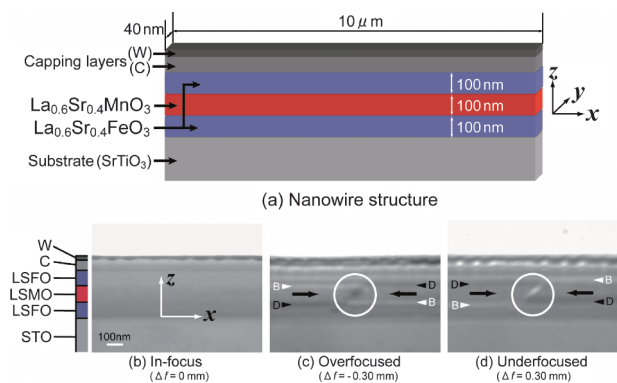 40 nm
10 μm
Capping layers
(W)
(C)
100 nm
La0.6Sr0.4MnO3
100 nm
La0.6Sr0.4FeO3
100 nm
Substrate (SrTiO3)
z
y
x
(a) Nanowire structure
W
C
LSFO
LSMO
LSFO
STO
z
x
100nm
B
D
D
B
B
D
B
D
(b) In-focus
(Δf = 0 mm)
(c) Overfocused
(Δf = -0.30 mm)
(d) Underfocused
(Δf = 0.30 mm)